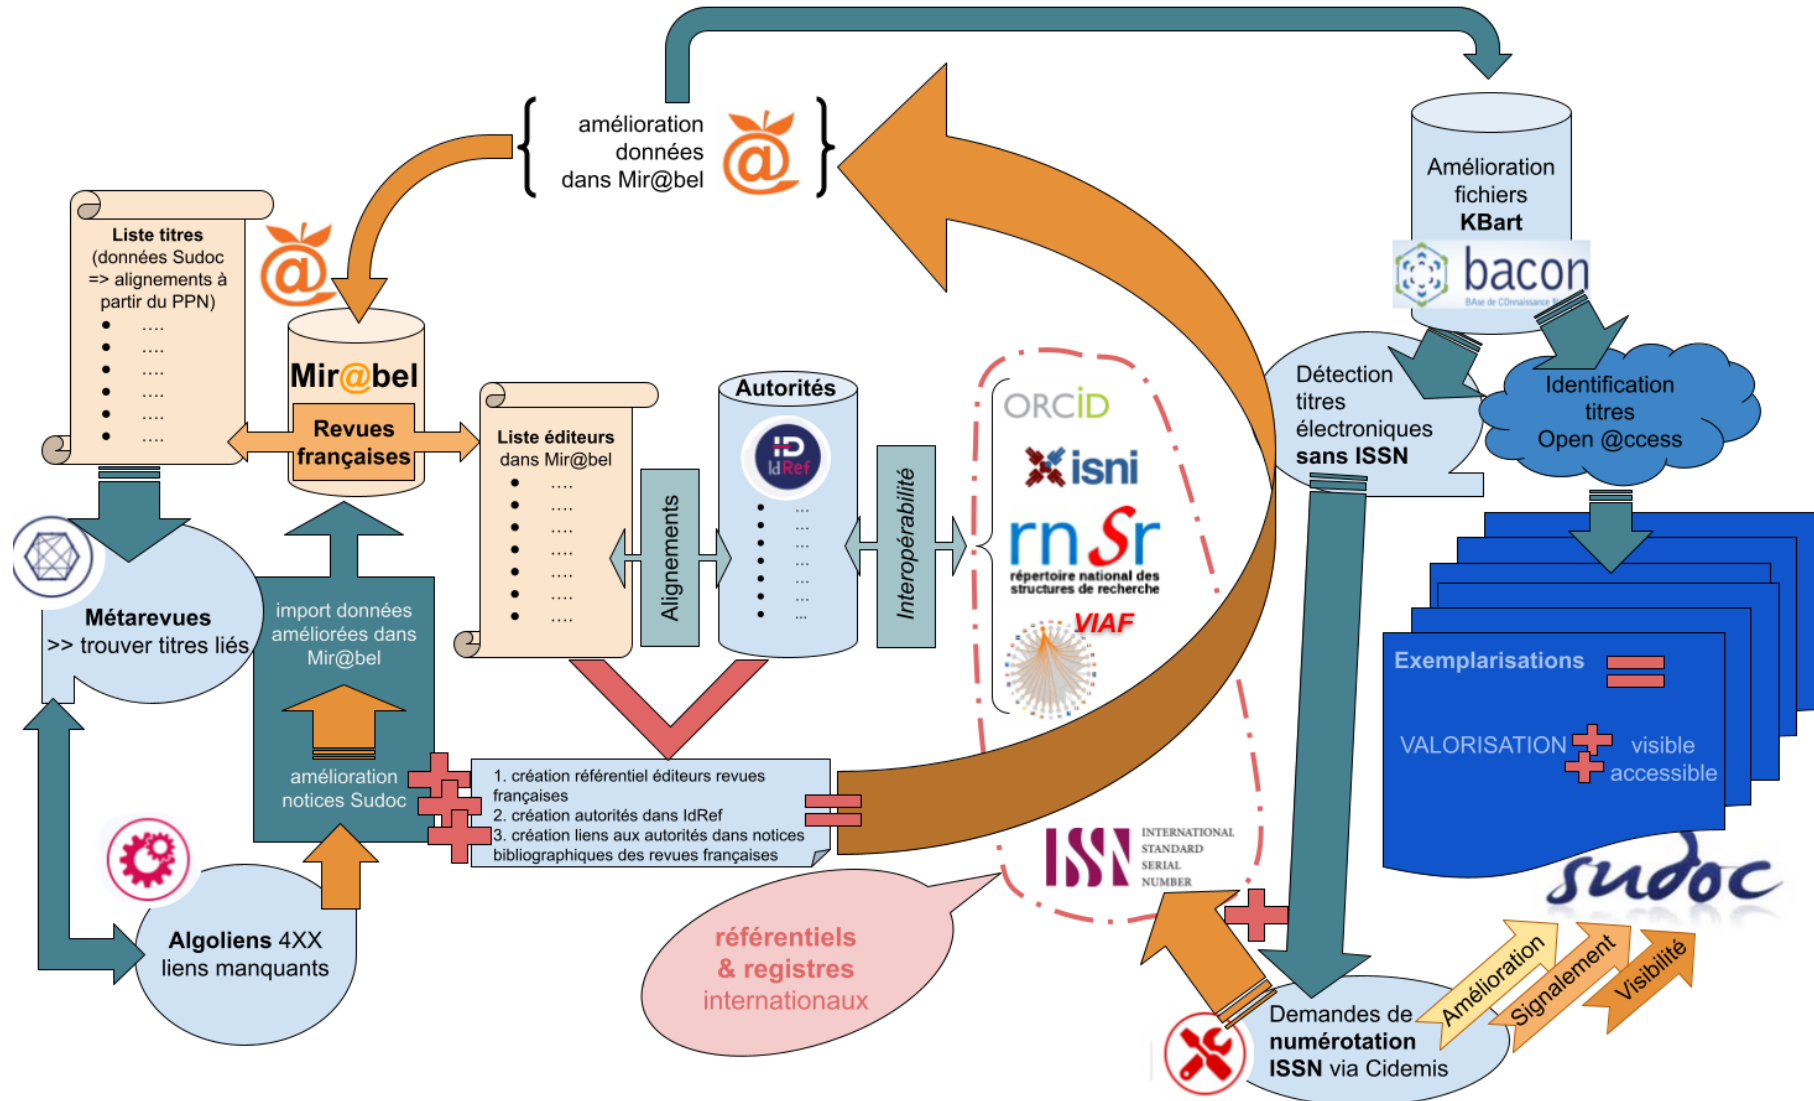 amélioration
données
dans Mir@bel
@
Amélioration
fichiers
KBart
bacon
BAse de COnnaissance
Liste titres
(données Sudoc
=> alignements à
partir du PPN)
• ....
• ....
• ....
• ....
• ....
• ....
@
Mir@bel
Revues
françaises
Liste éditeurs
dans Mir@bel
• ....
• ....
• ....
• ....
• ....
• ....
• ....
Alignements
Autorités
ID
IdRef
• ...
• ...
• ...
• ...
• ...
• ...
Interopérabilité
ORCID
isni
rnsr
répertoire national des
structures de recherche
VIAF
Détection
titres
électroniques
sans ISSN
Identification
titres
Open @ccess
Métarevues
>> trouver titres liés
import données
améliorées dans
Mir@bel
amélioration
notices Sudoc
1. création référentiel éditeurs revues
françaises
2. création autorités dans IdRef
3. création liens aux autorités dans notices
bibliographiques des revues françaises
Exemplarisations
VALORISATION
visible
accessible
sudoc
ISSN
INTERNATIONAL
STANDARD
SERIAL
NUMBER
Algoliens 4XX
liens manquants
référentiels
& registres
internationaux
Demandes de
numérotation
ISSN via Cidemis
Amélioration
Signalement
Visibilité